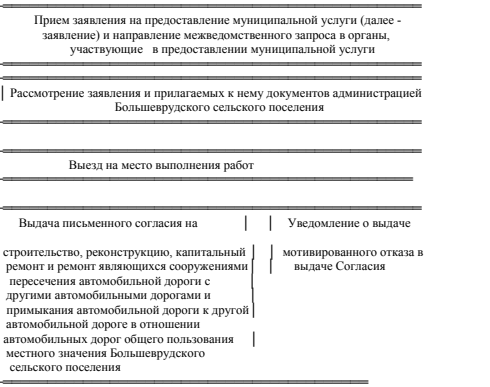 Прием заявления на предоставление муниципальной услуги (далее -
заявление) и направление межведомственного запроса в органы,
участвующие в предоставлении муниципальной услуги
Рассмотрение заявления и прилагаемых к нему документов администрацией
Большеврудского сельского поселения
Выезд на место выполнения работ
Выдача письменного согласия на
строительство, реконструкцию, капитальный
ремонт и ремонт являющихся сооружениями
пересечения автомобильной дороги с
другими автомобильными дорогами и
примыкания автомобильной дороги к другой
автомобильной дороге в отношении
автомобильных дорог общего пользования
местного значения Большеврудского
сельского поселения
Уведомление о выдаче
мотивированного отказа в
выдаче Согласия